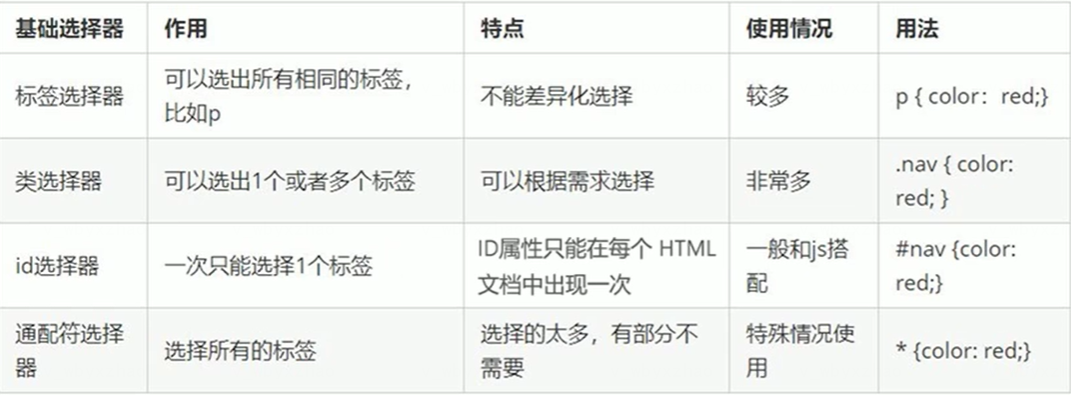 基础选择器 作用 特点 使用情况 用法
标签选择器 可以选出所有相同的标签，比如p 不能差异化选择 较多 p { color：red;}
类选择器 可以选出1个或者多个标签 可以根据需求选择 非常多 .nav { color: red; }
id选择器 一次只能选择1个标签 ID属性只能在每个 HTML 文档中出现一次 一般和js搭配 #nav {color: red;}
通配符选择器 选择所有的标签 选择的太多，有部分不需要 特殊情况使用 * {color: red;}